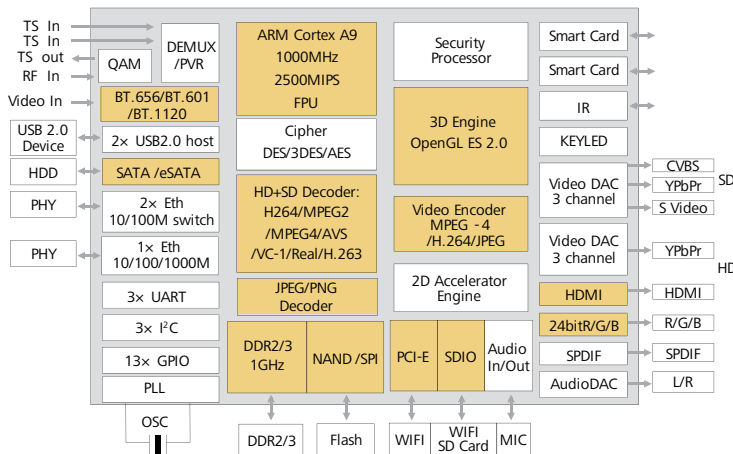 TS In
TS In
TS out
RF In
Video In
USB 2.0
Device
HDD
PHY
PHY
QAM
DEMUX
/PVR
BT.656/BT.601
/BT.1120
2× USB2.0 host
SATA /eSATA
2× Eth
10/100M switch
1× Eth
10/100/1000M
3× UART
3× I²C
13× GPIO
PLL
OSC
ARM Cortex A9
1000MHz
2500MIPS
FPU
Cipher
DES/3DES/AES
HD+SD Decoder:
H264/MPEG2
/MPEG4/AVS
/VC-1/Real/H.263
JPEG/PNG
Decoder
DDR2/3
1GHz
NAND /SPI
DDR2/3
Flash
Security
Processor
3D Engine
OpenGL ES 2.0
Video Encoder
MPEG - 4
/H.264/JPEG
2D Accelerator
Engine
PCI-E
SDIO
Audio
In/Out
WIFI
WIFI
SD Card
MIC
Smart Card
Smart Card
IR
KEYLED
Video DAC
3 channel
Video DAC
3 channel
HDMI
24bitR/G/B
SPDIF
AudioDAC
CVBS
YPbPr
S Video
SD
YPbPr
HD
HDMI
R/G/B
SPDIF
L/R